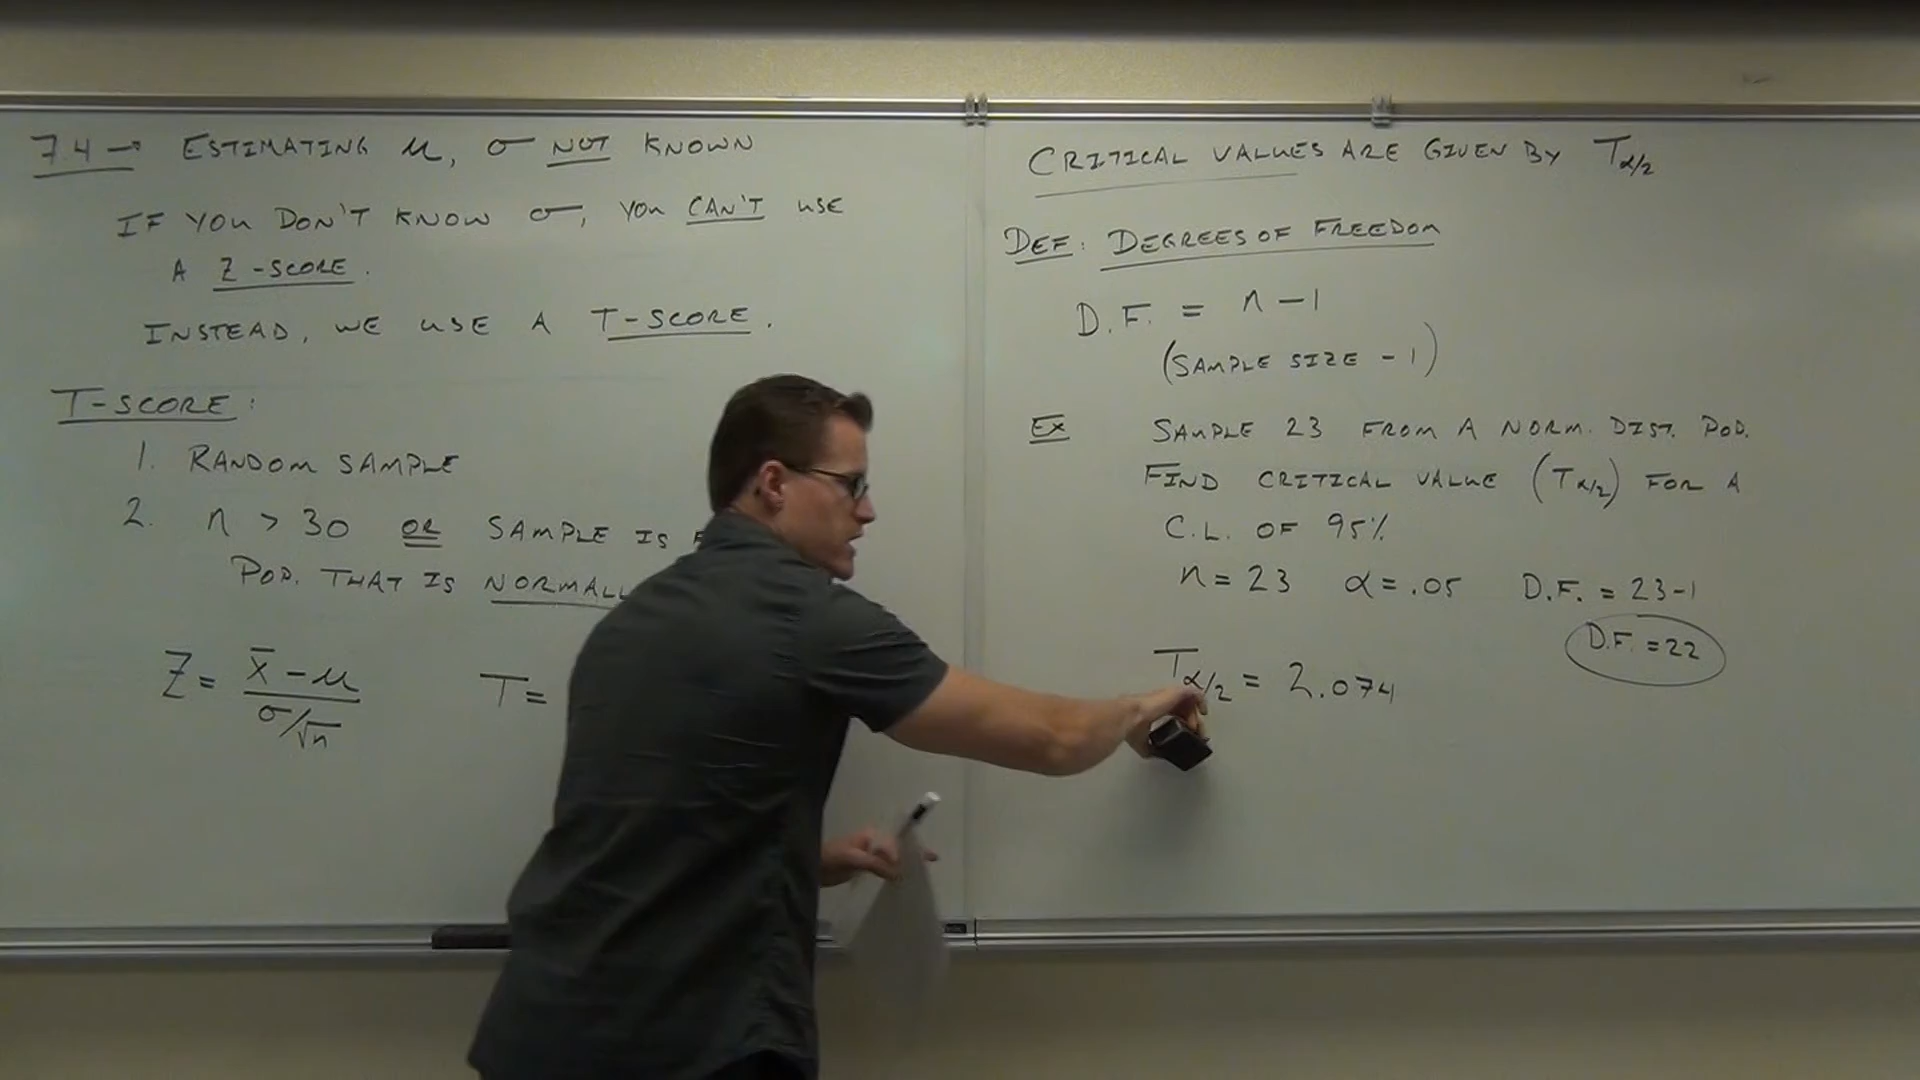 7.4 → ESTIMATING μ, σ NOT KNOWN
IF YOU DON'T KNOW σ, YOU CAN'T USE
A Z-SCORE.
INSTEAD, WE USE A T-SCORE.
T-SCORE:
1. RANDOM SAMPLE
2. n > 30 OR SAMPLE IS
POP. THAT IS NORMALL
Z = x̄ - μ / σ/√n T =
CRITICAL VALUES ARE GIVEN BY Tα/2
DEF: DEGREES OF FREEDOM
D.F. = n - 1
(SAMPLE SIZE - 1)
EX SAMPLE 23 FROM A NORM. DIST. POP.
FIND CRITICAL VALUE (Tα/2) FOR A
C.L. OF 95%
n = 23 α = .05 D.F. = 23-1
D.F. = 22
Tα/2 = 2.074